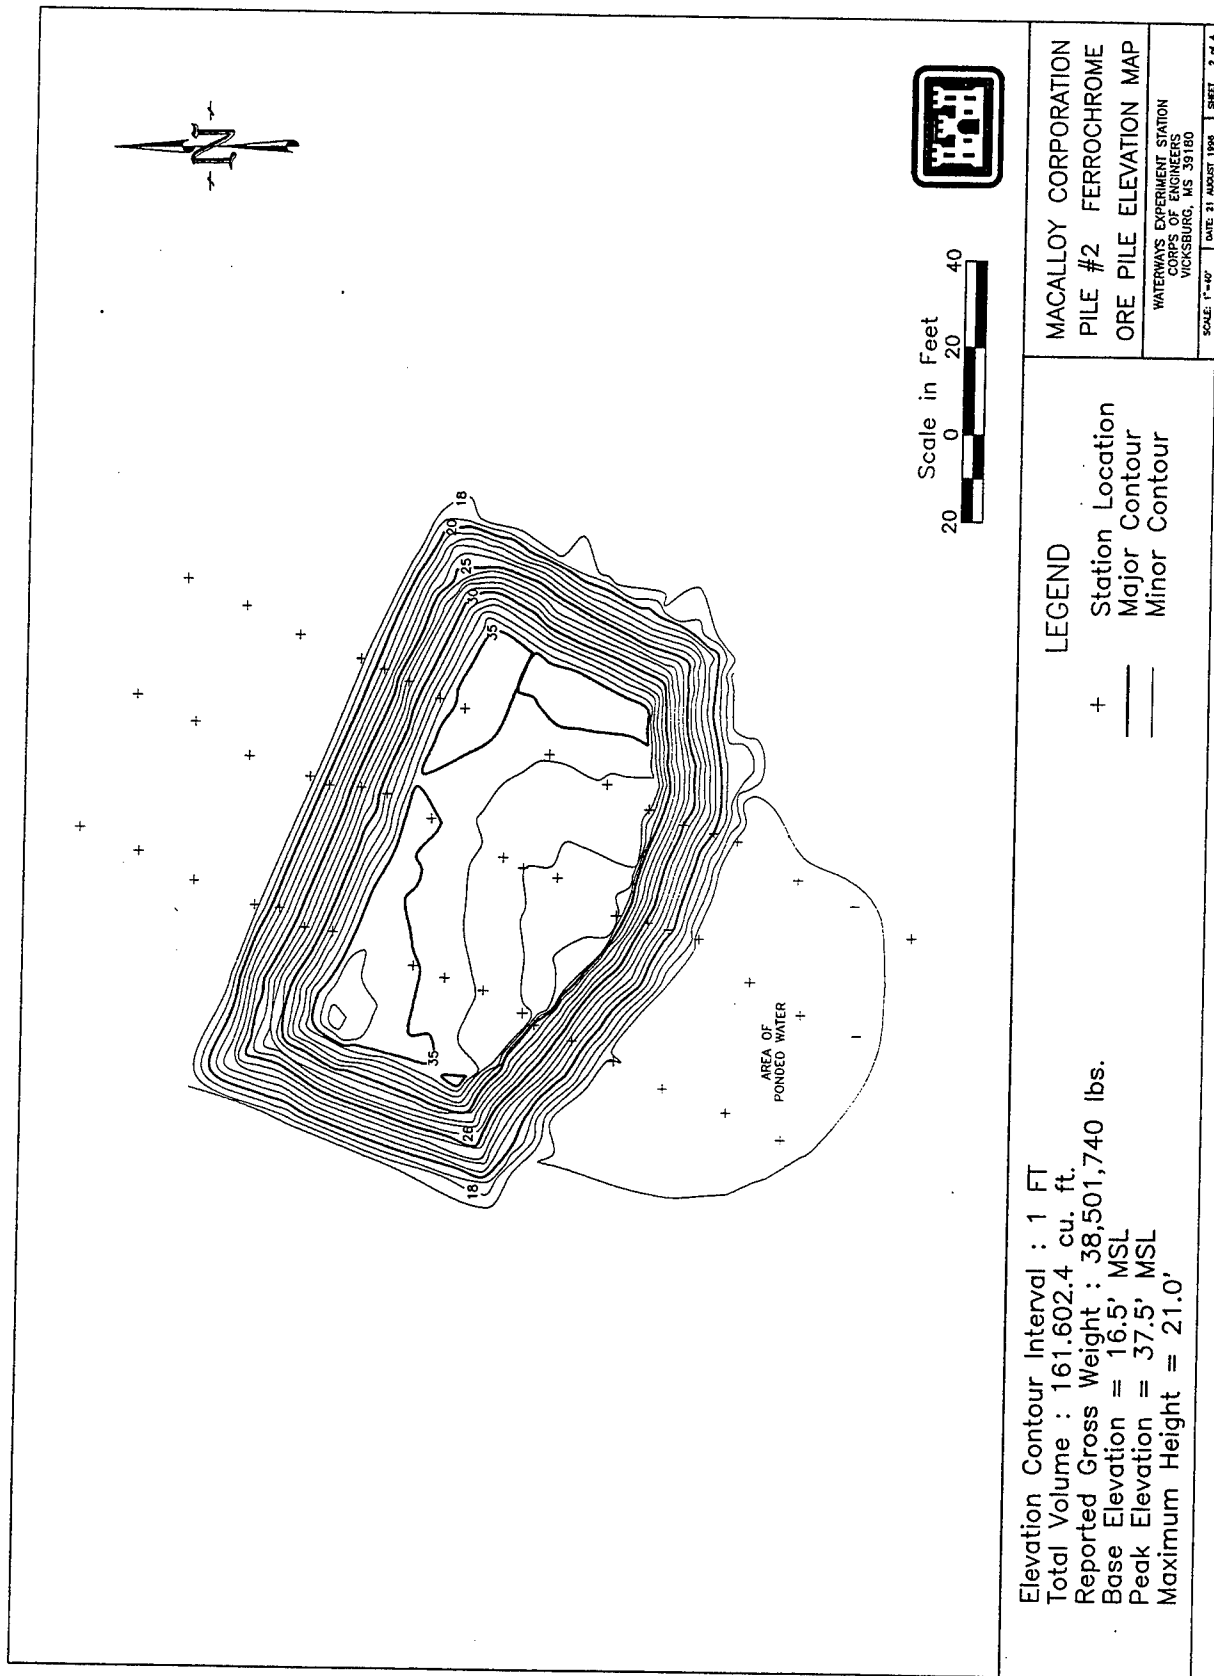 N
18
20
25
30
35
35
26
18
AREA OF
PONDED WATER
Scale in Feet
20 0 20 40
Elevation Contour Interval : 1 FT
Total Volume : 161.602.4 cu. ft.
Reported Gross Weight : 38,501,740 lbs.
Base Elevation = 16.5' MSL
Peak Elevation = 37.5' MSL
Maximum Height = 21.0'
LEGEND
+ Station Location
Major Contour
Minor Contour
MACALLOY CORPORATION
PILE #2 FERROCHROME
ORE PILE ELEVATION MAP
WATERWAYS EXPERIMENT STATION
CORPS OF ENGINEERS
VICKSBURG, MS 39180
SCALE: 1"=40' DATE: 21 AUGUST 1996 SHEET 2 of 4